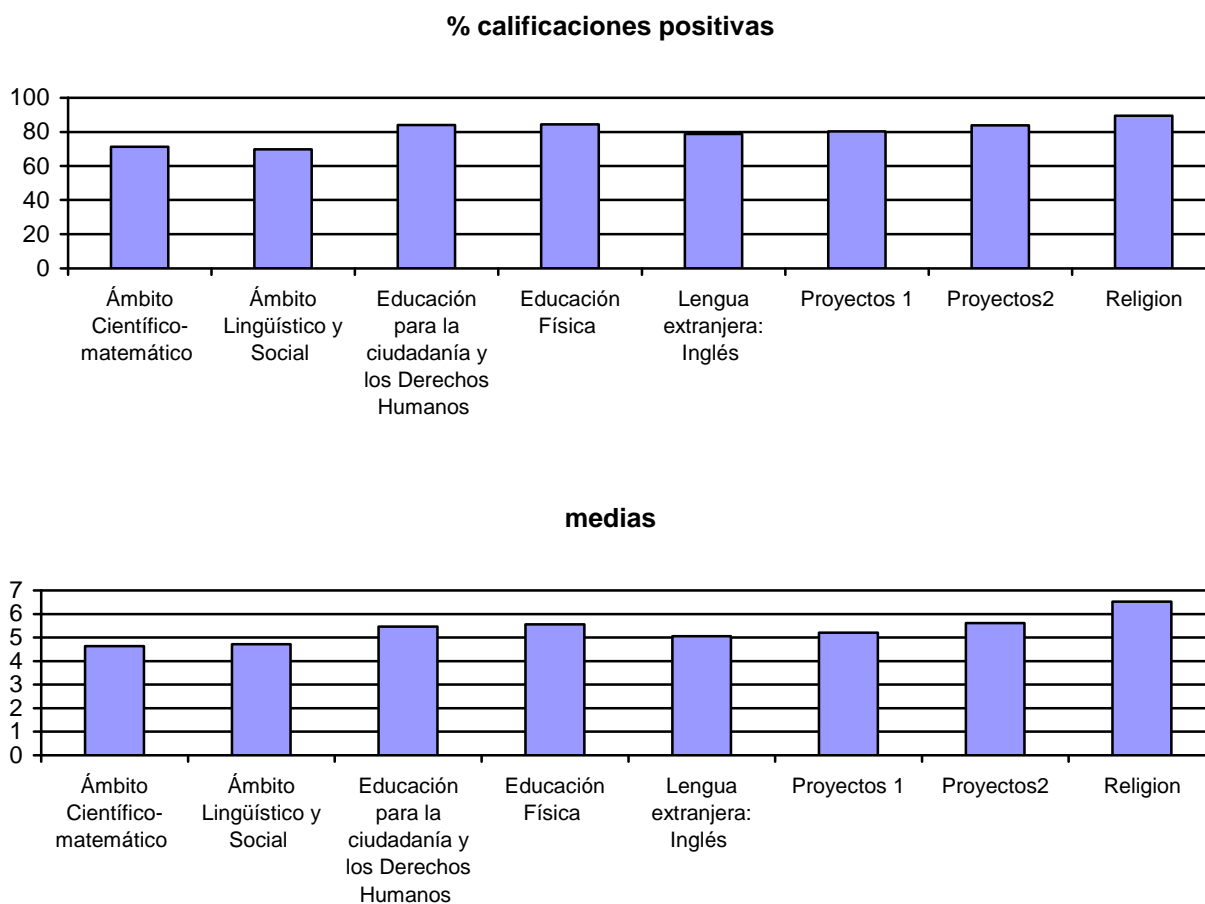 % calificaciones positivas
100
80
60
40
20
0
Ámbito
Científico-
matemático
Ámbito
Lingüístico y
Social
Educación
para la
ciudadanía y
los Derechos
Humanos
Educación
Física
Lengua
extranjera:
Inglés
Proyectos 1
Proyectos2
Religion
medias
7
6
5
4
3
2
1
0
Ámbito
Científico-
matemático
Ámbito
Lingüístico y
Social
Educación
para la
ciudadanía y
los Derechos
Humanos
Educación
Física
Lengua
extranjera:
Inglés
Proyectos 1
Proyectos2
Religion